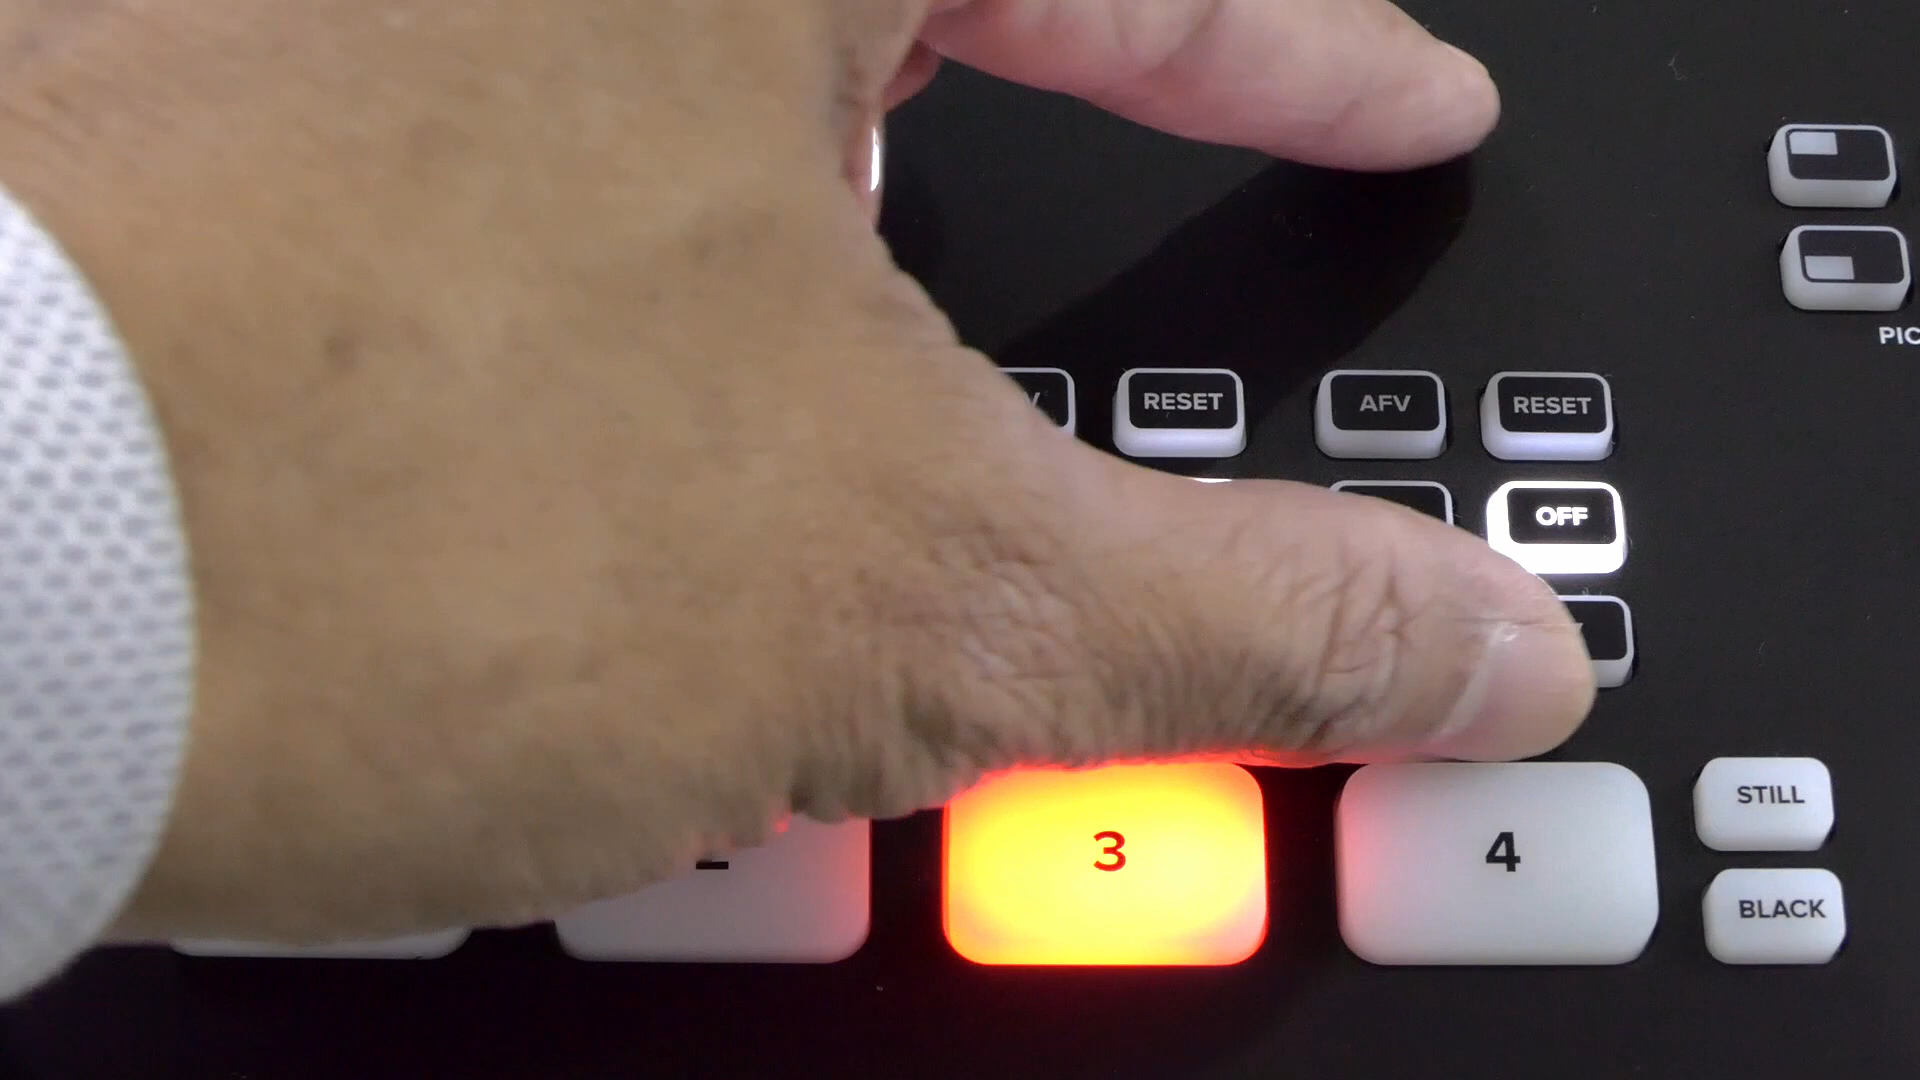 PIC
RESET
AFV
RESET
OFF
3
4
STILL
BLACK